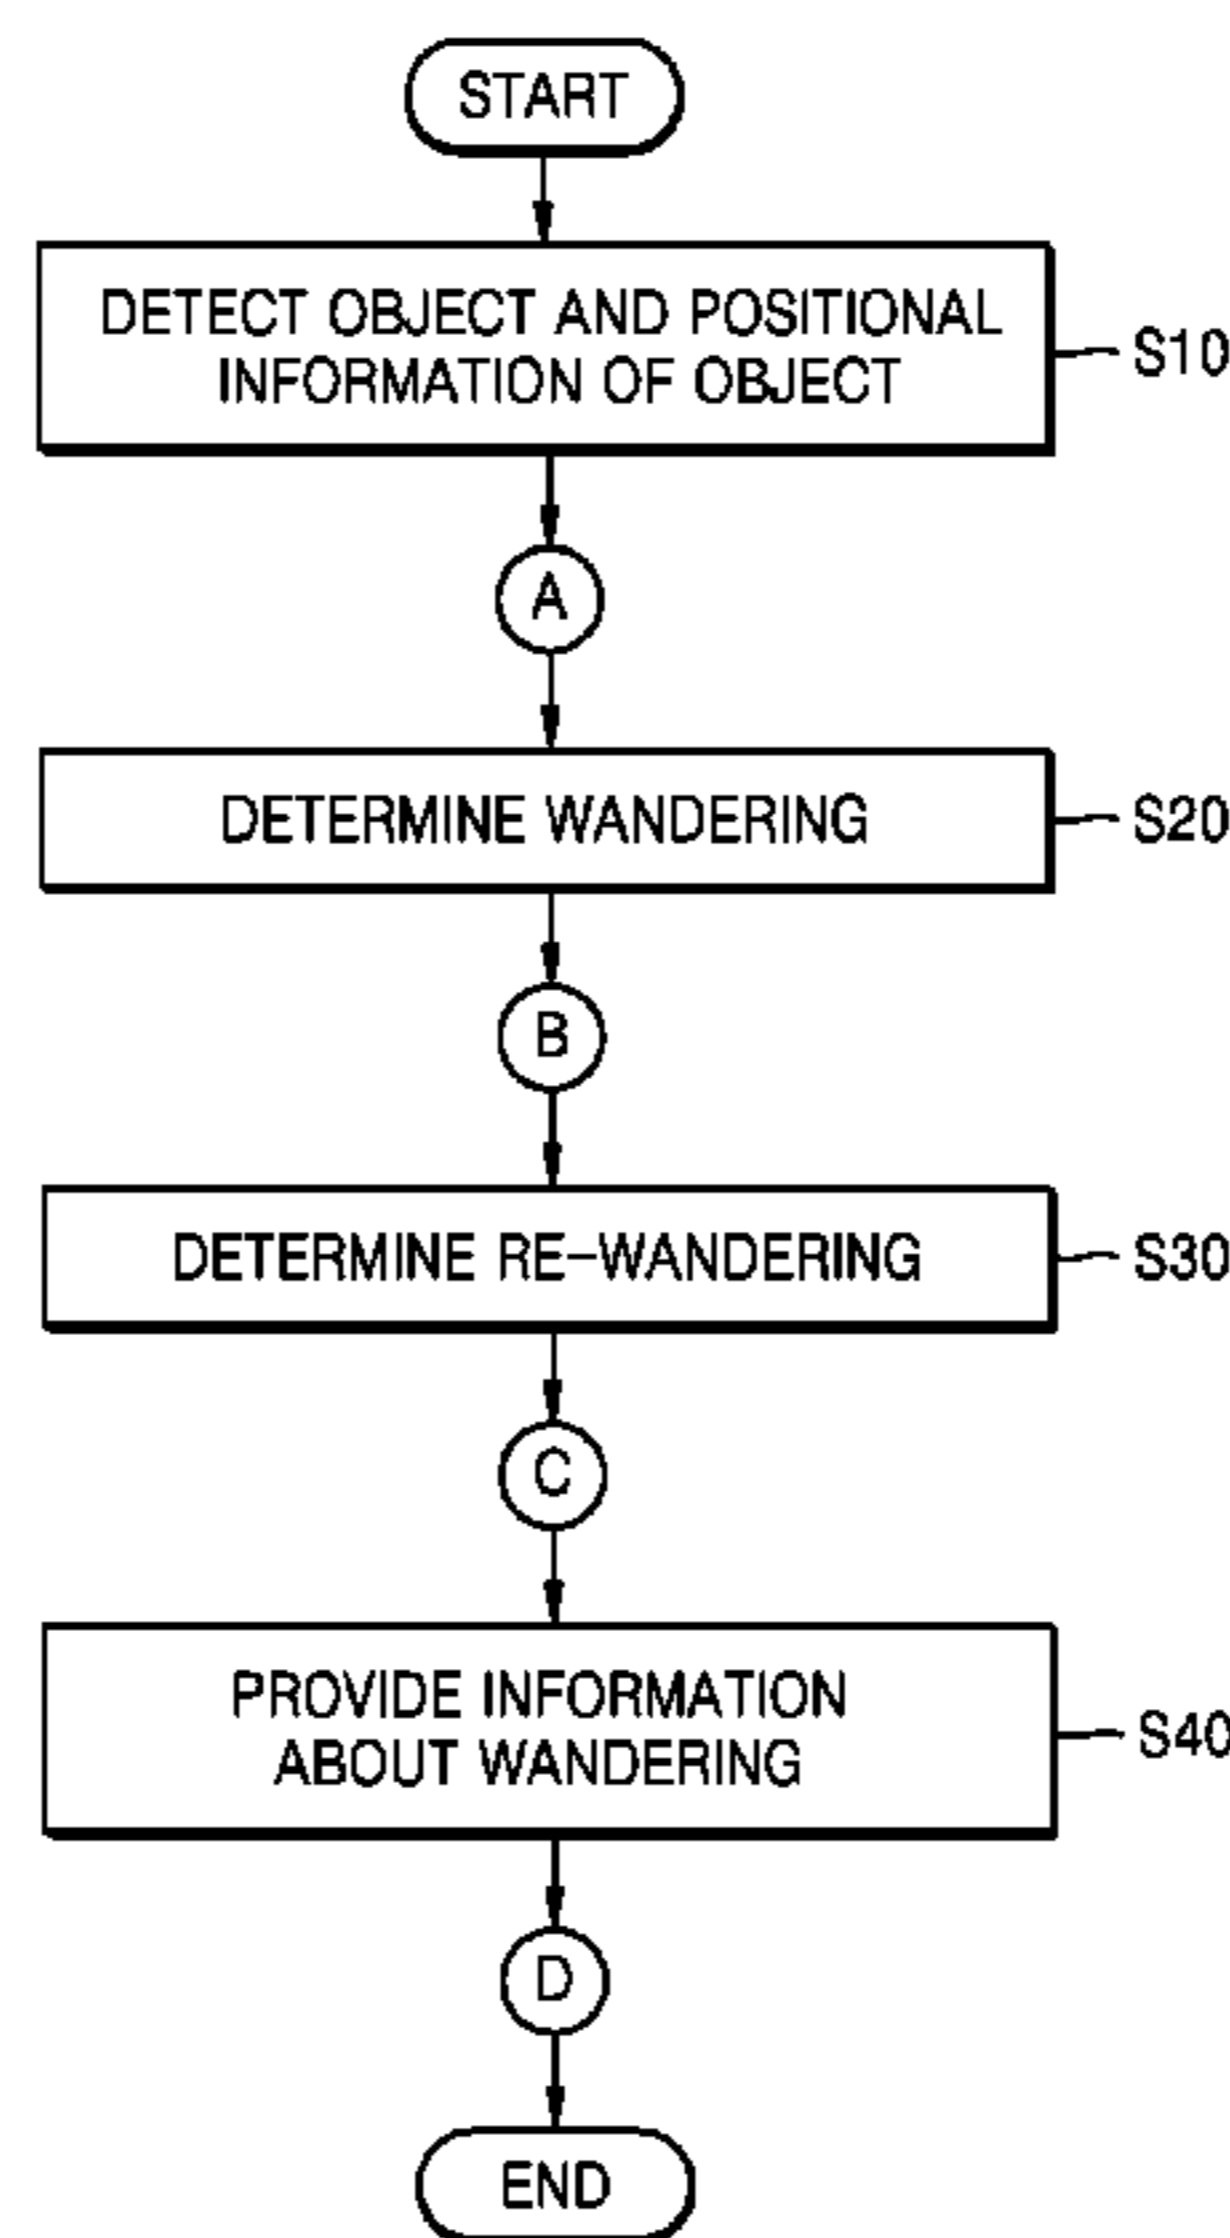 START
DETECT OBJECT AND POSITIONAL
INFORMATION OF OBJECT
S10
A
DETERMINE WANDERING
S20
B
DETERMINE RE-WANDERING
S30
C
PROVIDE INFORMATION
ABOUT WANDERING
S40
D
END